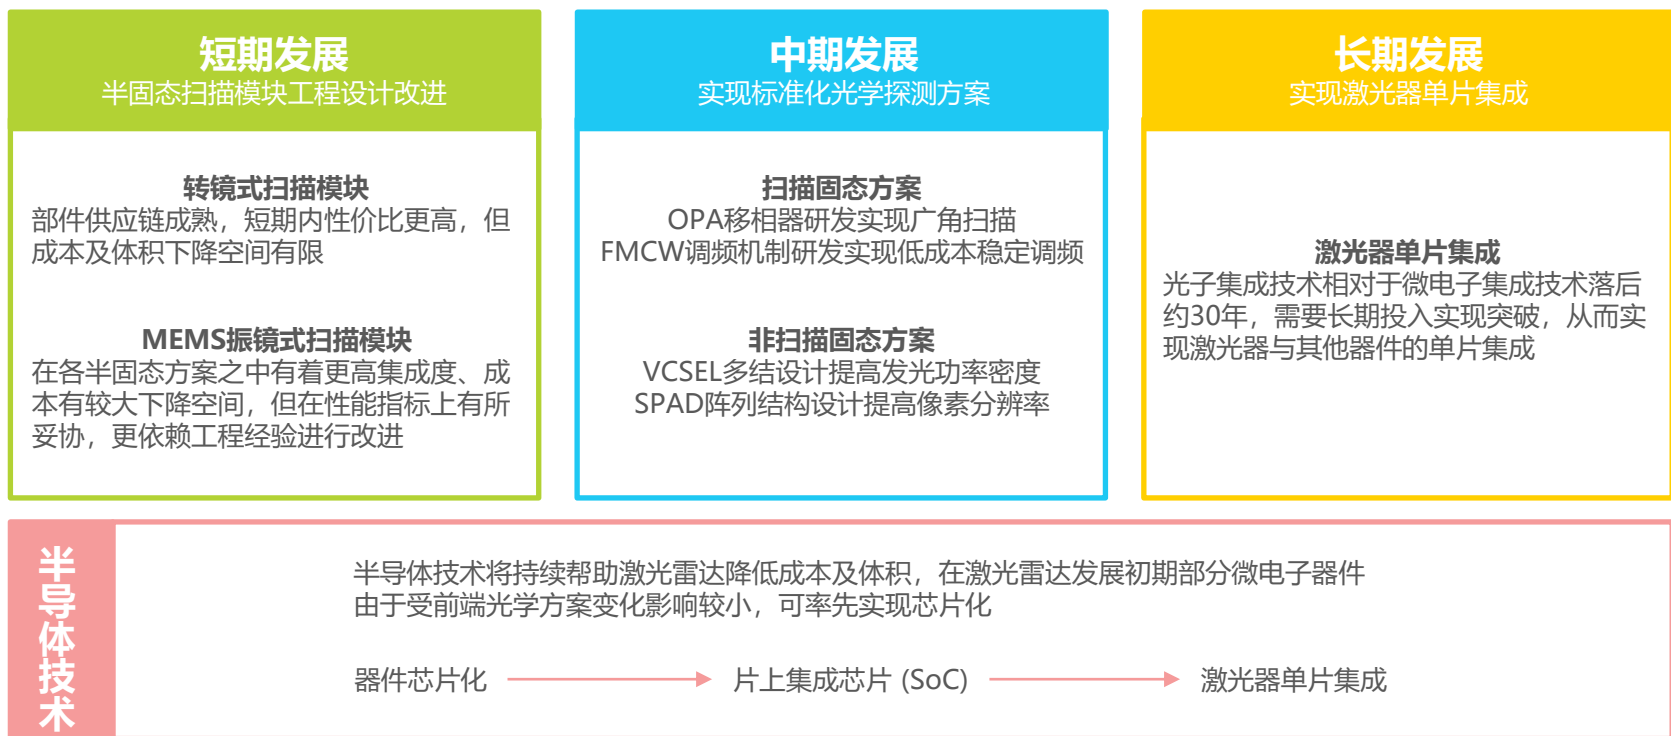 短期发展
半固态扫描模块工程设计改进
转镜式扫描模块
部件供应链成熟，短期内性价比更高，但
成本及体积下降空间有限
MEMS振镜式扫描模块
在各半固态方案之中有着更高集成度、成
本有较大下降空间，但在性能指标上有所
妥协，更依赖工程经验进行改进
中期发展
实现标准化光学探测方案
扫描固态方案
OPA移相器研发实现广角扫描
FMCW调频机制研发实现低成本稳定调频
非扫描固态方案
VCSEL多结设计提高发光功率密度
SPAD阵列结构设计提高像素分辨率
长期发展
实现激光器单片集成
激光器单片集成
光子集成技术相对于微电子集成技术落后
约30年，需要长期投入实现突破，从而实
现激光器与其他器件的单片集成
半导体技术
半导体技术将持续帮助激光雷达降低成本及体积，在激光雷达发展初期部分微电子器件
由于受前端光学方案变化影响较小，可率先实现芯片化
器件芯片化 片上集成芯片 (SoC) 激光器单片集成